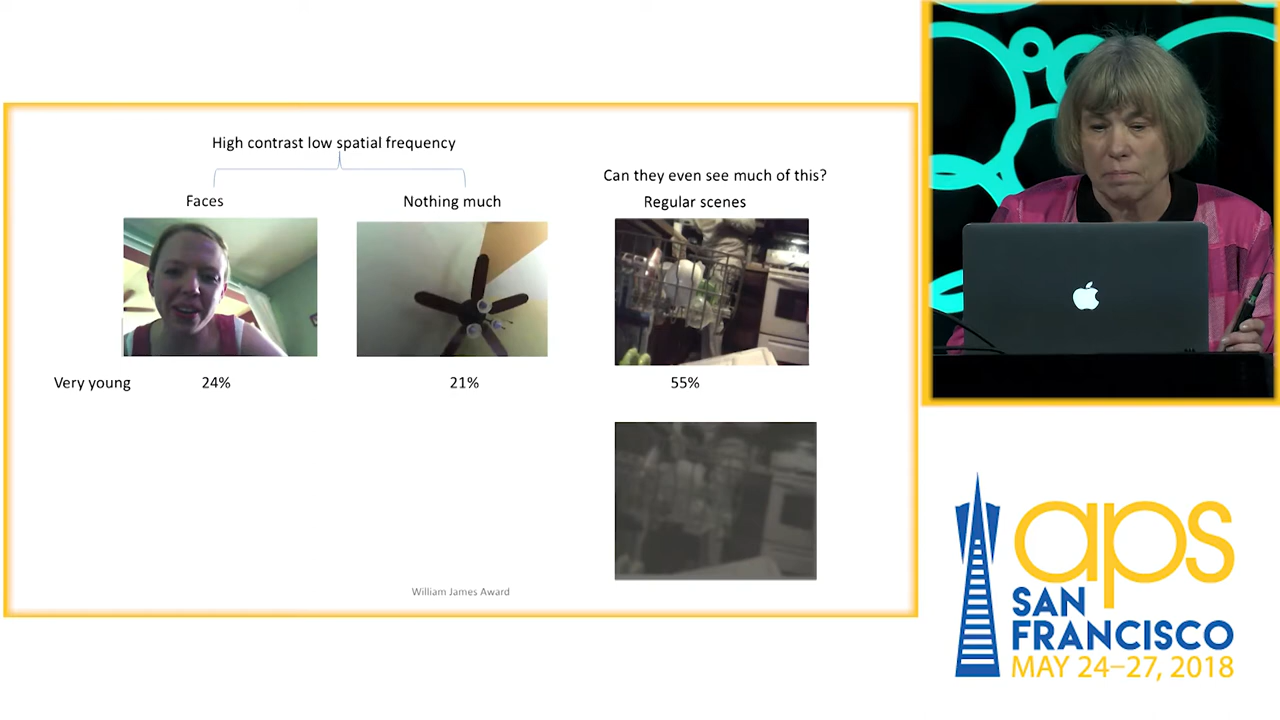 High contrast low spatial frequency
Can they even see much of this?
Faces
Nothing much
Regular scenes
Very young
24%
21%
55%
William James Award
aps
SAN
FRANCISCO
MAY 24–27, 2018